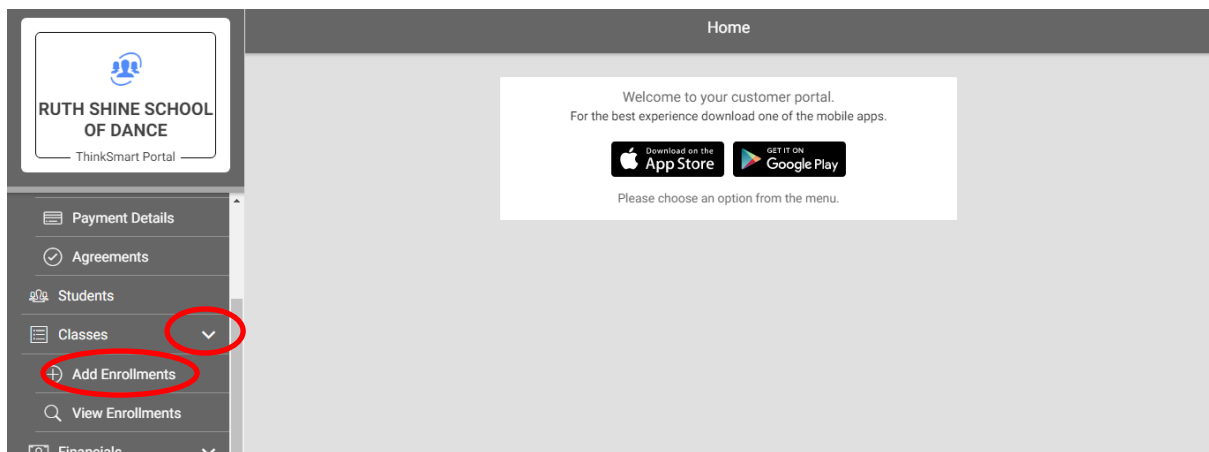 RUTH SHINE SCHOOL
OF DANCE
ThinkSmart Portal
Payment Details
Agreements
Students
Classes
Add Enrollments
View Enrollments
Financials
Home
Welcome to your customer portal.
For the best experience download one of the mobile apps.
Download on the
App Store
GET IT ON
Google Play
Please choose an option from the menu.